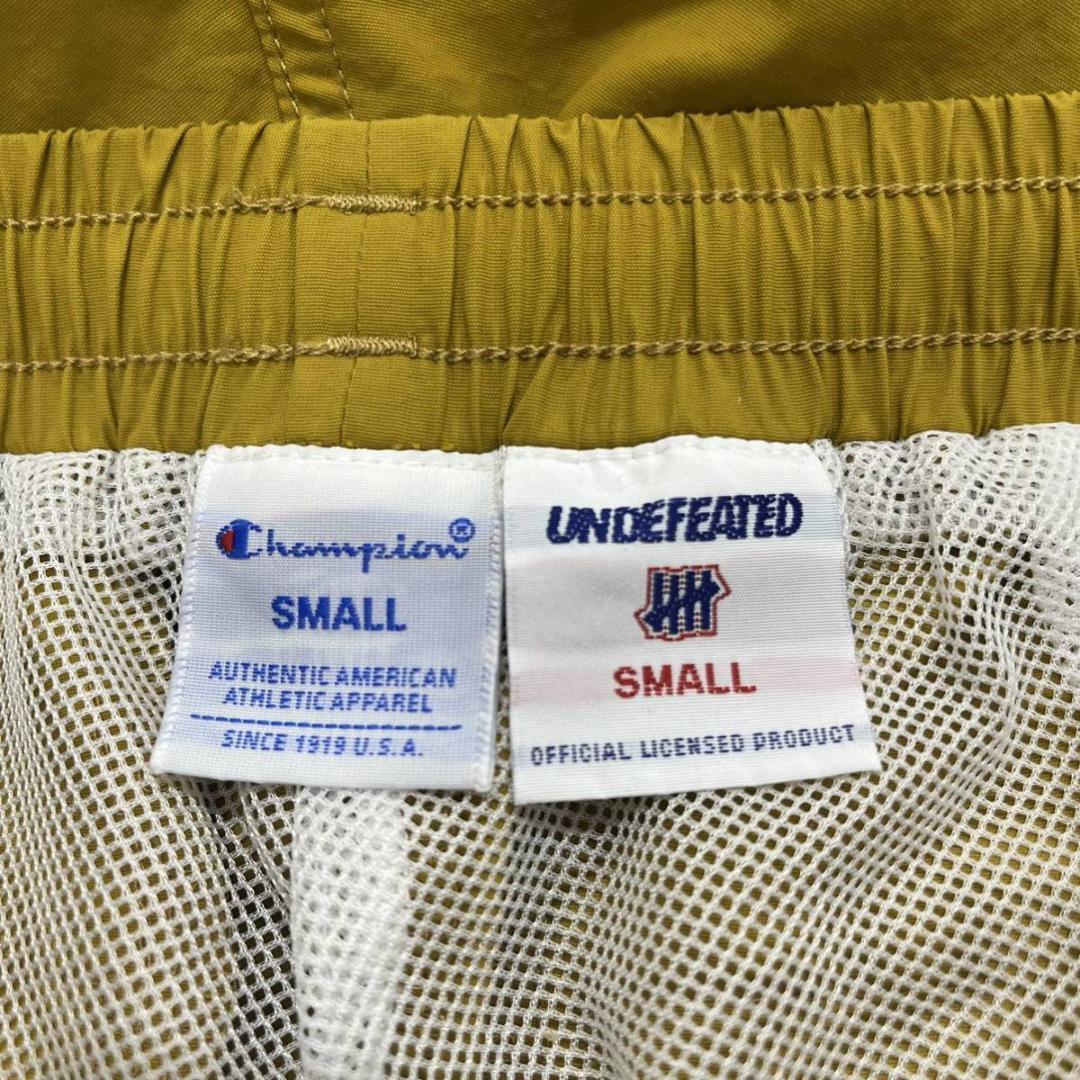 Champion®
SMALL
AUTHENTIC AMERICAN
ATHLETIC APPAREL
SINCE 1919 U.S.A.
UNDEFEATED
SMALL
OFFICIAL LICENSED PRODUCT